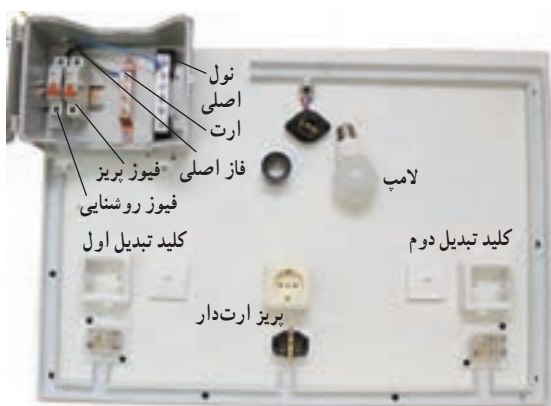 نول
اصلی
ارت
فاز اصلی
فیوز پریز
فیوز روشنایی
لامپ
کلید تبدیل اول
کلید تبدیل دوم
پریز ارت‌دار